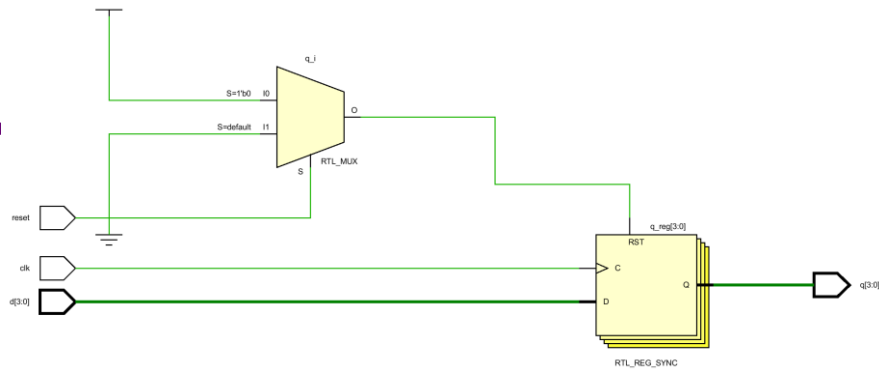 q_i
S=1'b0
I0
O
S=default
I1
RTL_MUX
S
reset
q_reg[3:0]
RST
clk
C
Q
q[3:0]
d[3:0]
D
RTL_REG_SYNC